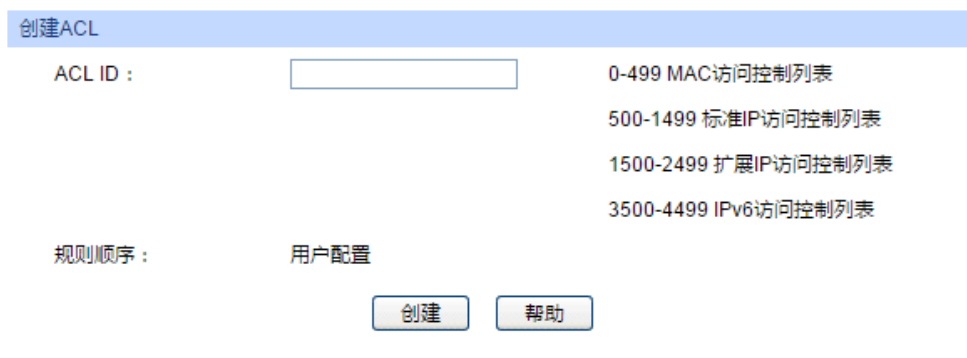 创建ACL
ACL ID： 0-499 MAC访问控制列表
500-1499 标准IP访问控制列表
1500-2499 扩展IP访问控制列表
3500-4499 IPv6访问控制列表
规则顺序： 用户配置
创建 帮助